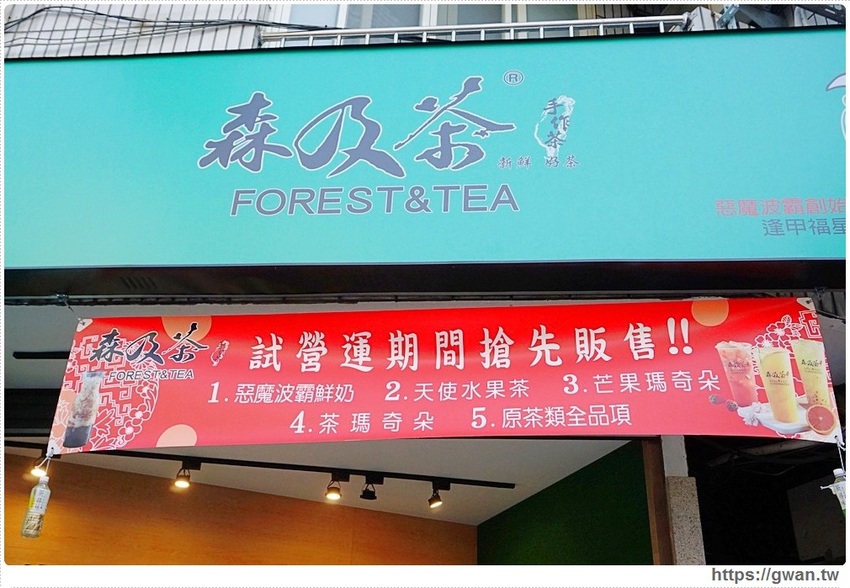 森及茶®
手作茶
新鮮 奶茶
FOREST&TEA
惡魔波霸創始
逢甲福星
森及茶
FOREST&TEA
試營運期間搶先販售!!
1.惡魔波霸鮮奶 2.天使水果茶 3.芒果瑪奇朵
4.茶瑪奇朵 5.原茶類全品項
https://gwan.tw